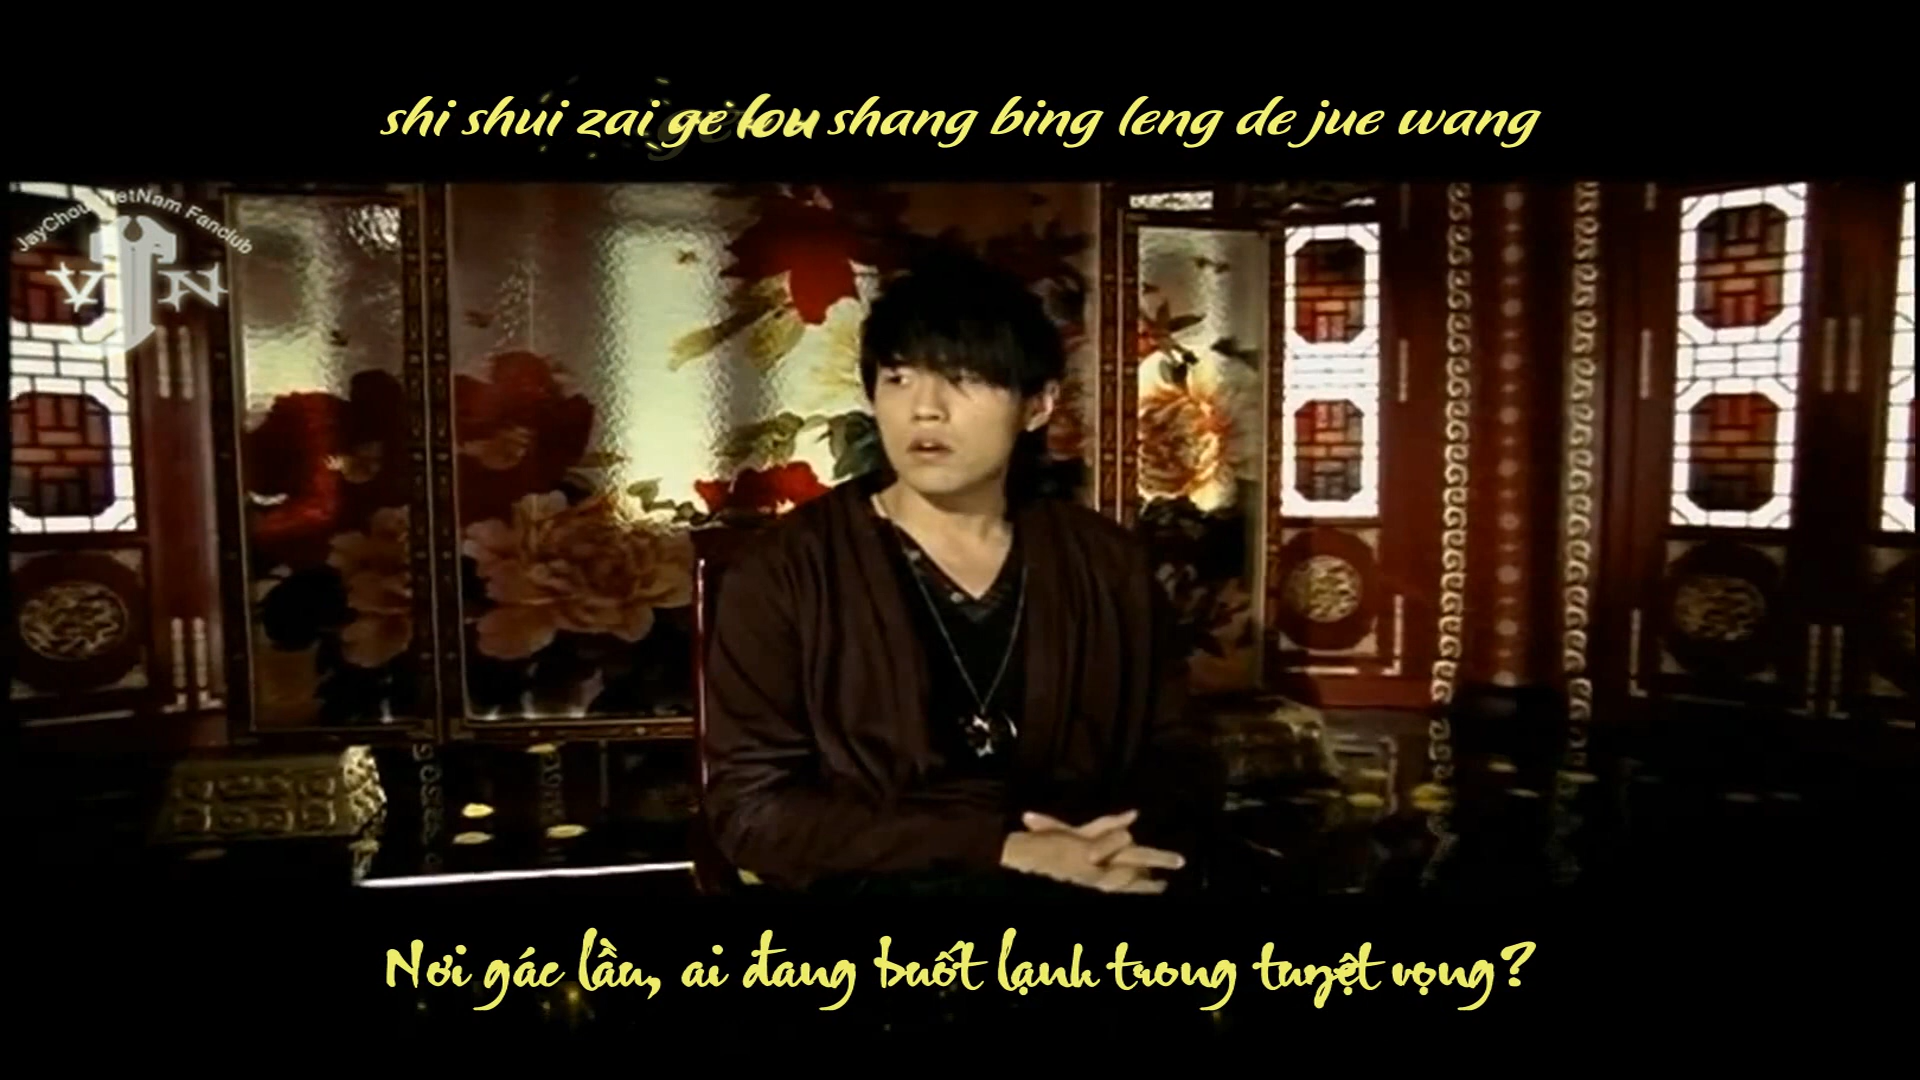 shi shui zai ge lou shang bing leng de jue wang
JayChou VietNam Fanclub
V N
Nơi gác lầu, ai đang buốt lạnh trong tuyệt vọng?